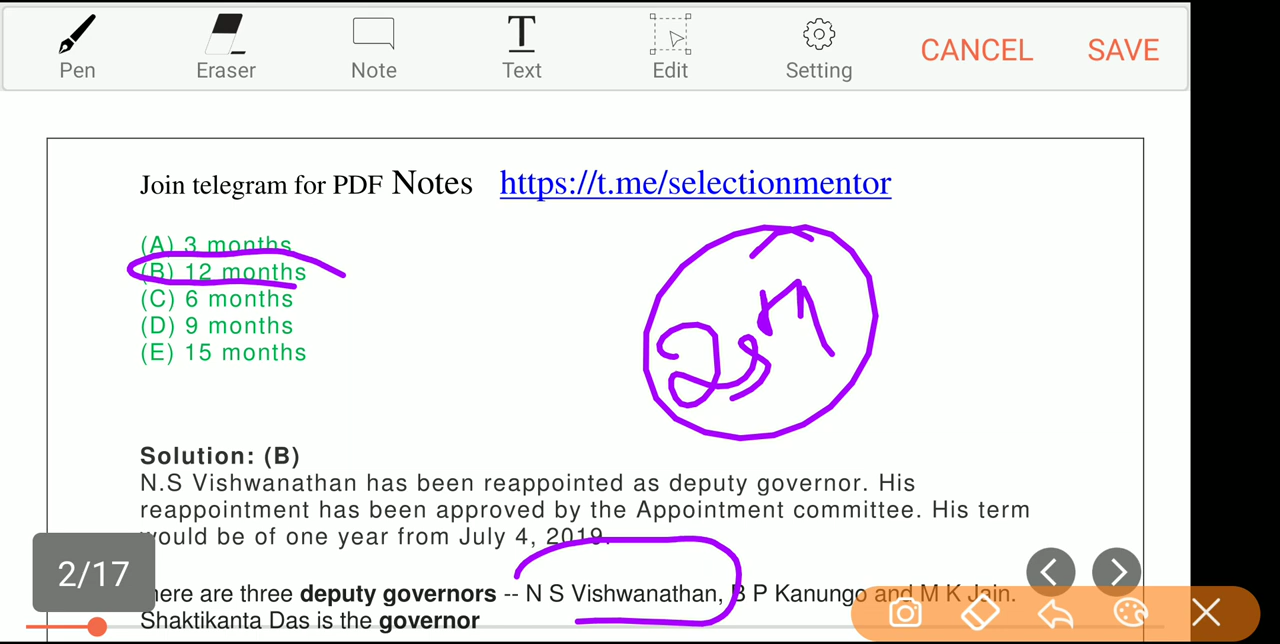 Pen Eraser Note Text Edit Setting CANCEL SAVE
Join telegram for PDF Notes https://t.me/selectionmentor
(A) 3 months
(B) 12 months
(C) 6 months
(D) 9 months
(E) 15 months
Solution: (B)
N.S Vishwanathan has been reappointed as deputy governor. His
reappointment has been approved by the Appointment committee. His term
would be of one year from July 4, 2019.
2/17
here are three deputy governors -- N S Vishwanathan, B P Kanungo and M K Jain.
Shaktikanta Das is the governor